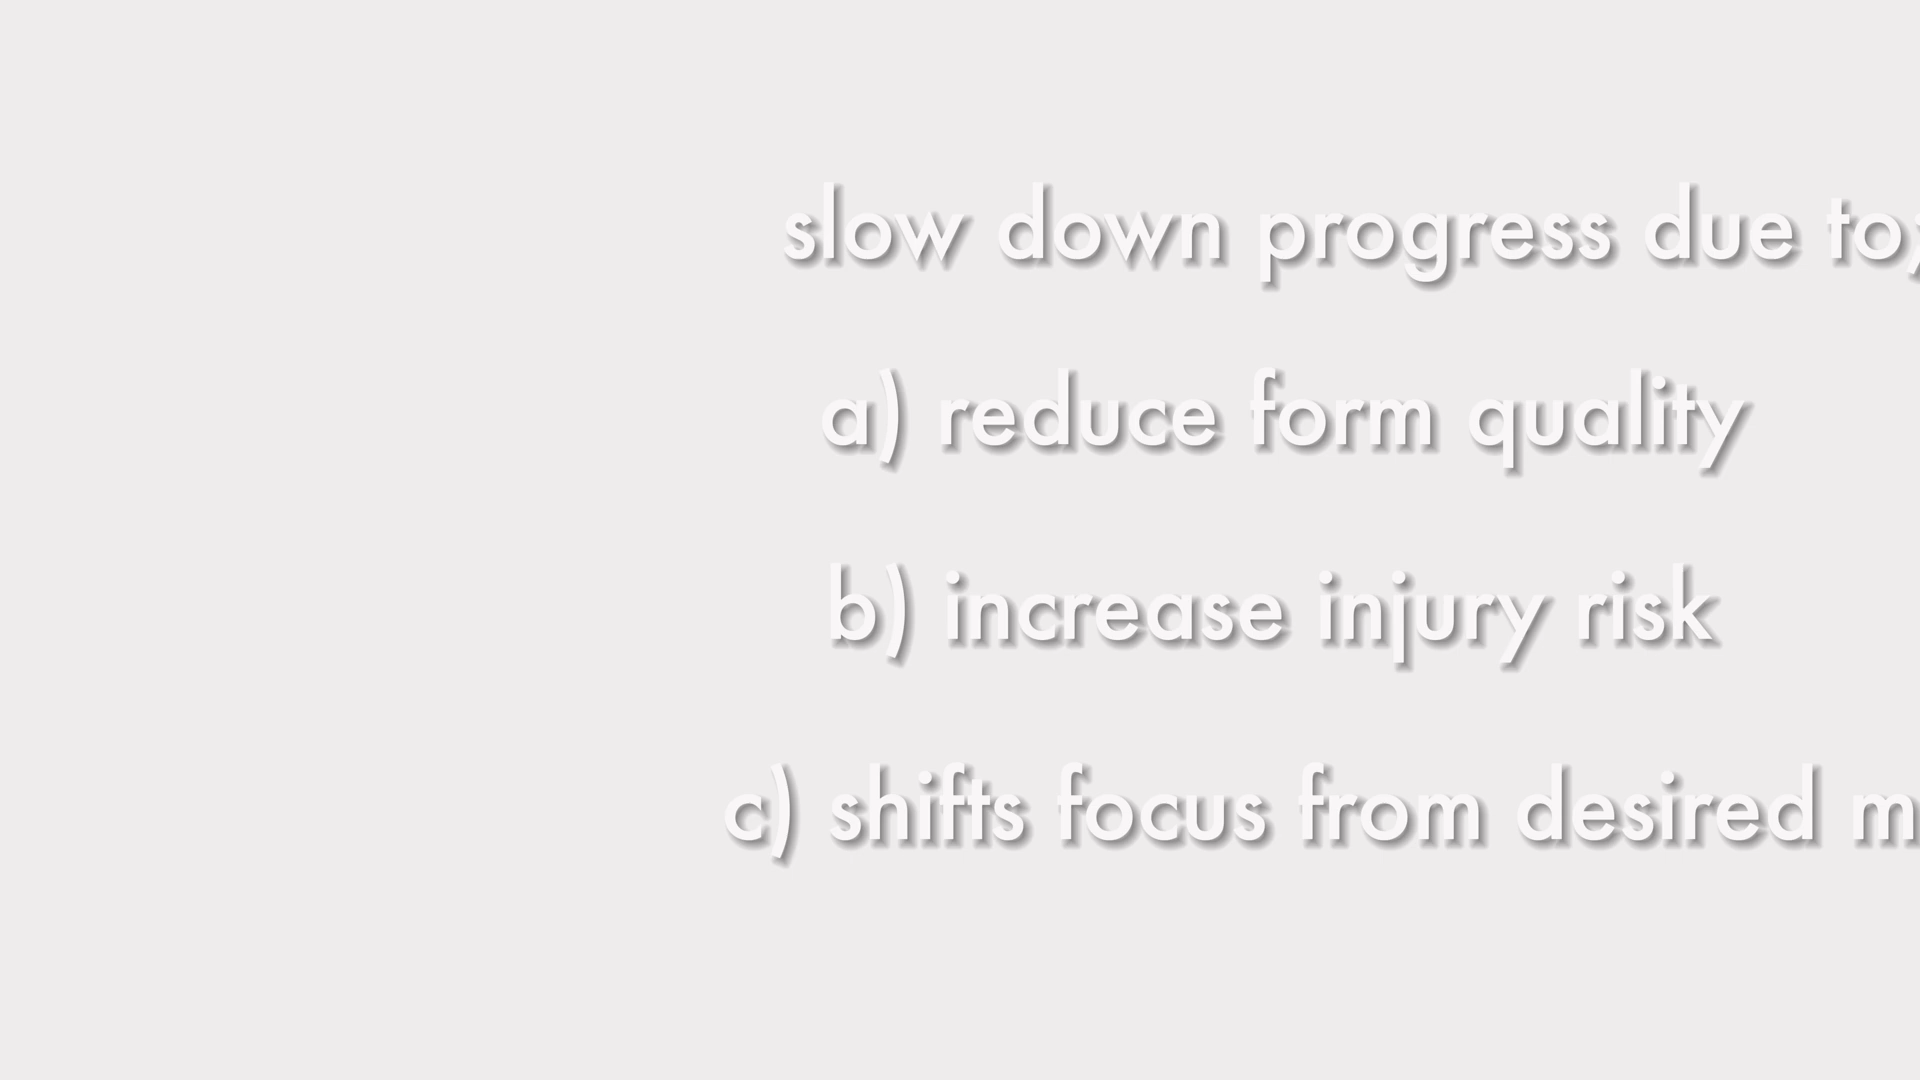 slow down progress due to;
a) reduce form quality
b) increase injury risk
c) shifts focus from desired